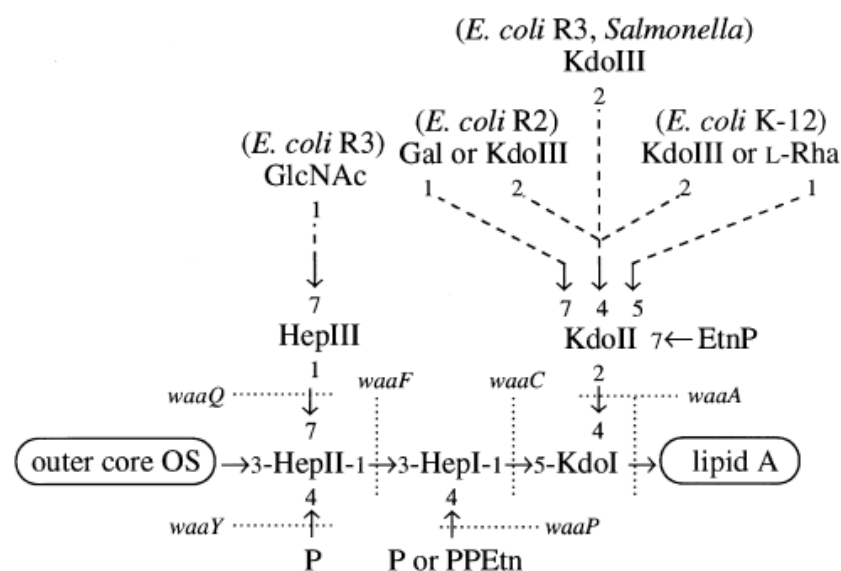 (E. coli R3, Salmonella)
KdoIII
2
(E. coli R2) (E. coli K-12)
(E. coli R3) Gal or KdoIII KdoIII or L-Rha
GlcNAc 1 2 2 1
1
7 7 4 5
HepIII KdoII 7←EtnP
1 waaF waaC 2
waaQ waaA
7 4
outer core OS →3-HepII-1→3-HepI-1→5-KdoI→ lipid A
4 4
waaY waaP
P P or PPEtn